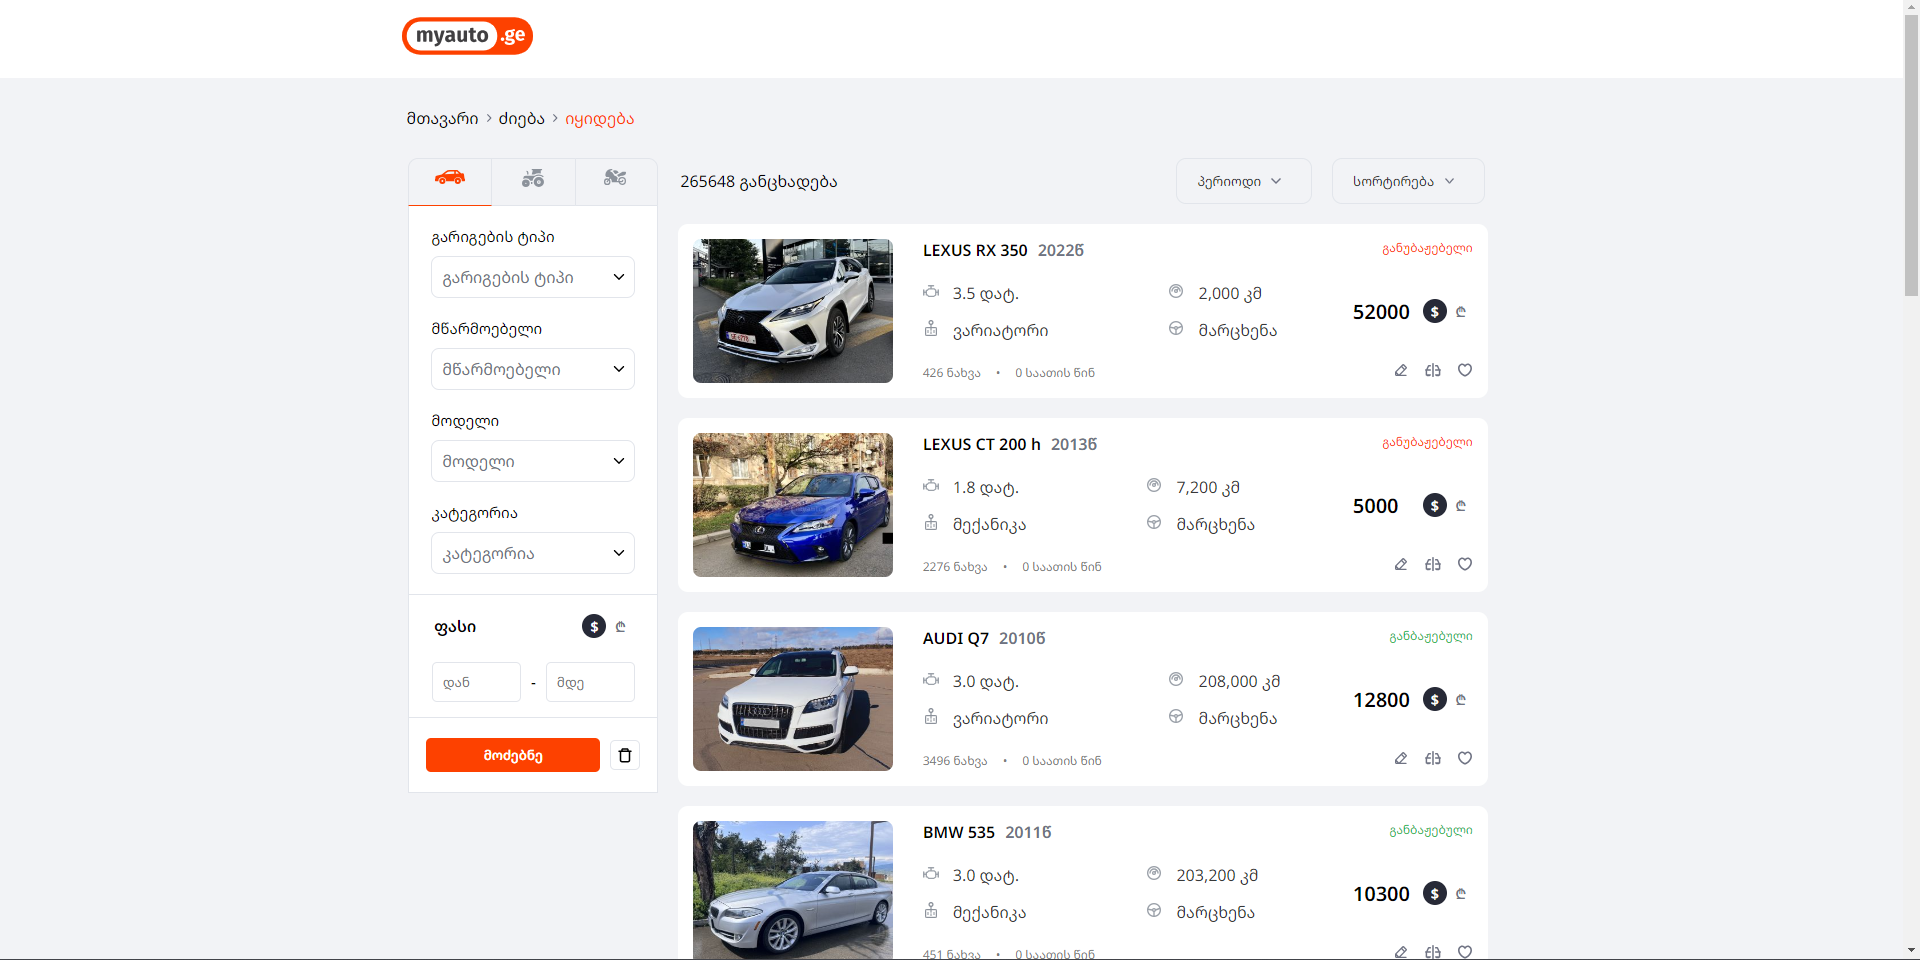 myauto .ge
მთავარი > ძიება > იყიდება
265648 განცხადება
პერიოდი
სორტირება
გარიგების ტიპი
გარიგების ტიპი
მწარმოებელი
მწარმოებელი
მოდელი
მოდელი
კატეგორია
კატეგორია
ფასი $ ₾
დან - მდე
მოძებნე
LEXUS RX 350 2022წ
განუბაჟებელი
3.5 დატ. 2,000 კმ
52000 $ ₾
ვარიატორი მარცხენა
426 ნახვა • 0 საათის წინ
LEXUS CT 200 h 2013წ
განუბაჟებელი
1.8 დატ. 7,200 კმ
5000 $ ₾
მექანიკა მარცხენა
2276 ნახვა • 0 საათის წინ
AUDI Q7 2010წ
განბაჟებული
3.0 დატ. 208,000 კმ
12800 $ ₾
ვარიატორი მარცხენა
3496 ნახვა • 0 საათის წინ
BMW 535 2011წ
განბაჟებული
3.0 დატ. 203,200 კმ
10300 $ ₾
მექანიკა მარცხენა
451 ნახვა • 0 საათის წინ